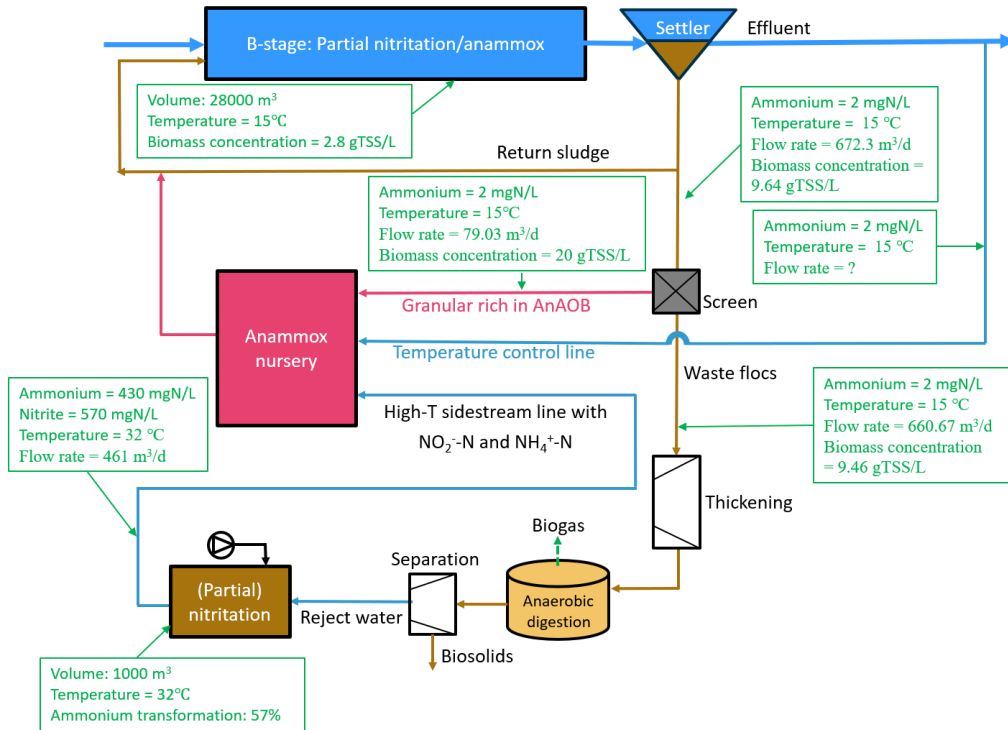 B-stage: Partial nitritation/anammox
Settler
Effluent
Volume: 28000 m³
Temperature = 15℃
Biomass concentration = 2.8 gTSS/L
Ammonium = 2 mgN/L
Temperature = 15 ℃
Flow rate = 672.3 m³/d
Biomass concentration =
9.64 gTSS/L
Return sludge
Ammonium = 2 mgN/L
Temperature = 15℃
Flow rate = 79.03 m³/d
Biomass concentration = 20 gTSS/L
Ammonium = 2 mgN/L
Temperature = 15 ℃
Flow rate = ?
Granular rich in AnAOB
Screen
Anammox
nursery
Temperature control line
Waste flocs
Ammonium = 430 mgN/L
Nitrite = 570 mgN/L
Temperature = 32 ℃
Flow rate = 461 m³/d
High-T sidestream line with
NO₂⁻-N and NH₄⁺-N
Ammonium = 2 mgN/L
Temperature = 15 ℃
Flow rate = 660.67 m³/d
Biomass concentration
= 9.46 gTSS/L
Thickening
Biogas
Separation
(Partial)
nitritation
Reject water
Anaerobic
digestion
Biosolids
Volume: 1000 m³
Temperature = 32℃
Ammonium transformation: 57%